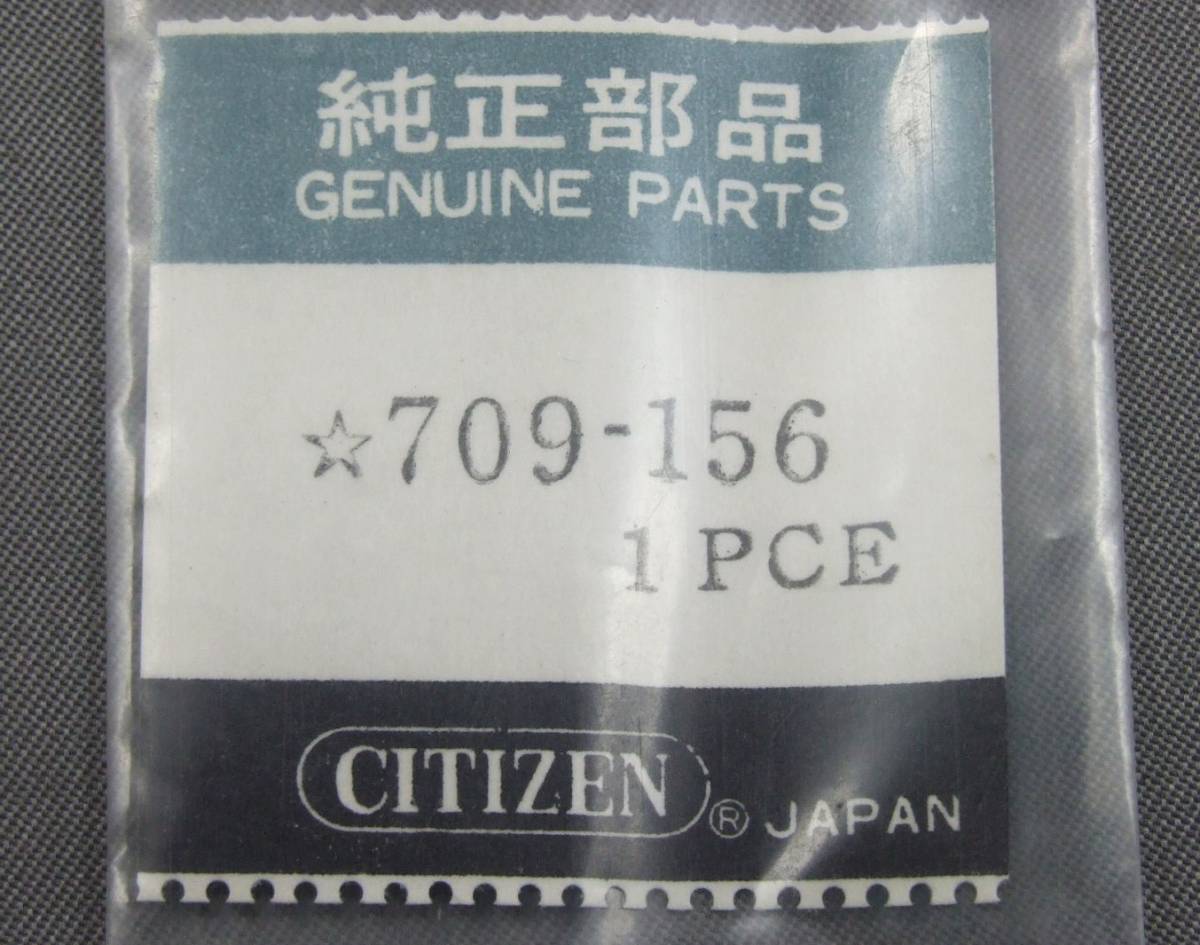 純正部品
GENUINE PARTS
☆709-156
1 PCE
CITIZEN ® JAPAN